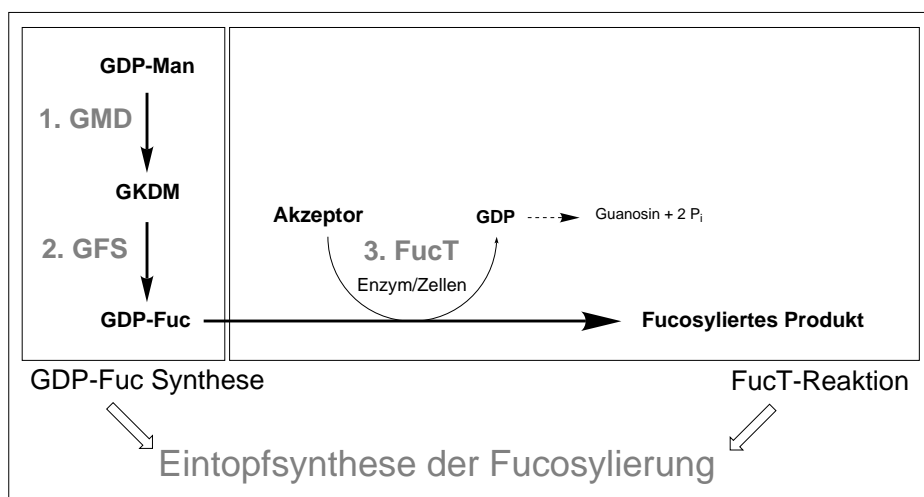 GDP-Man
1. GMD
GKDM
2. GFS
GDP-Fuc
Akzeptor
GDP
Guanosin + 2 Pi
3. FucT
Enzym/Zellen
Fucosyliertes Produkt
GDP-Fuc Synthese
FucT-Reaktion
Eintopfsynthese der Fucosylierung